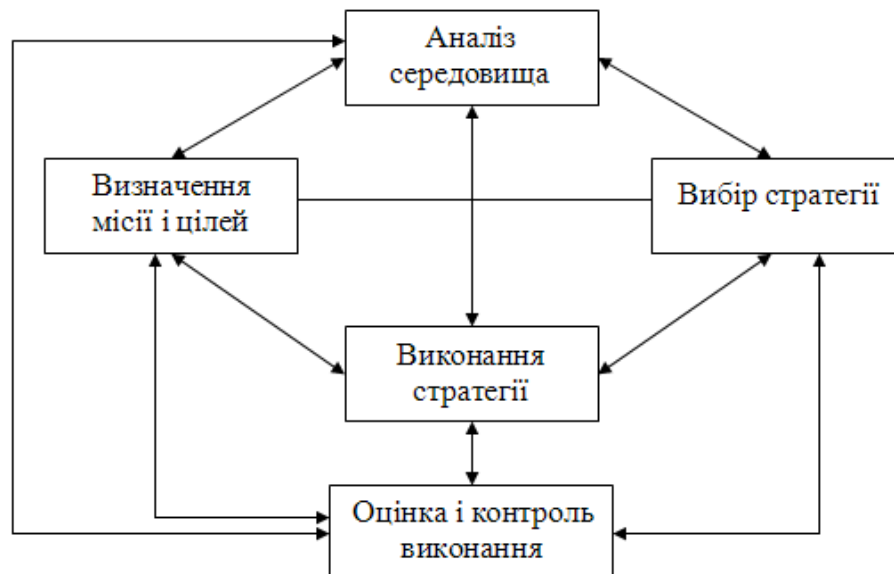 Аналіз
середовища
Визначення
місії і цілей
Вибір стратегії
Виконання
стратегії
Оцінка і контроль
виконання